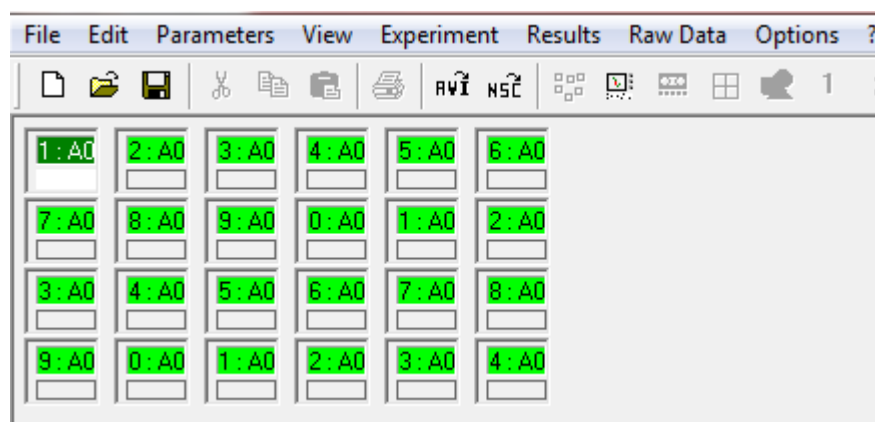 File Edit Parameters View Experiment Results Raw Data Options ?
AVI NSC 1
1:A0 2:A0 3:A0 4:A0 5:A0 6:A0
7:A0 8:A0 9:A0 0:A0 1:A0 2:A0
3:A0 4:A0 5:A0 6:A0 7:A0 8:A0
9:A0 0:A0 1:A0 2:A0 3:A0 4:A0